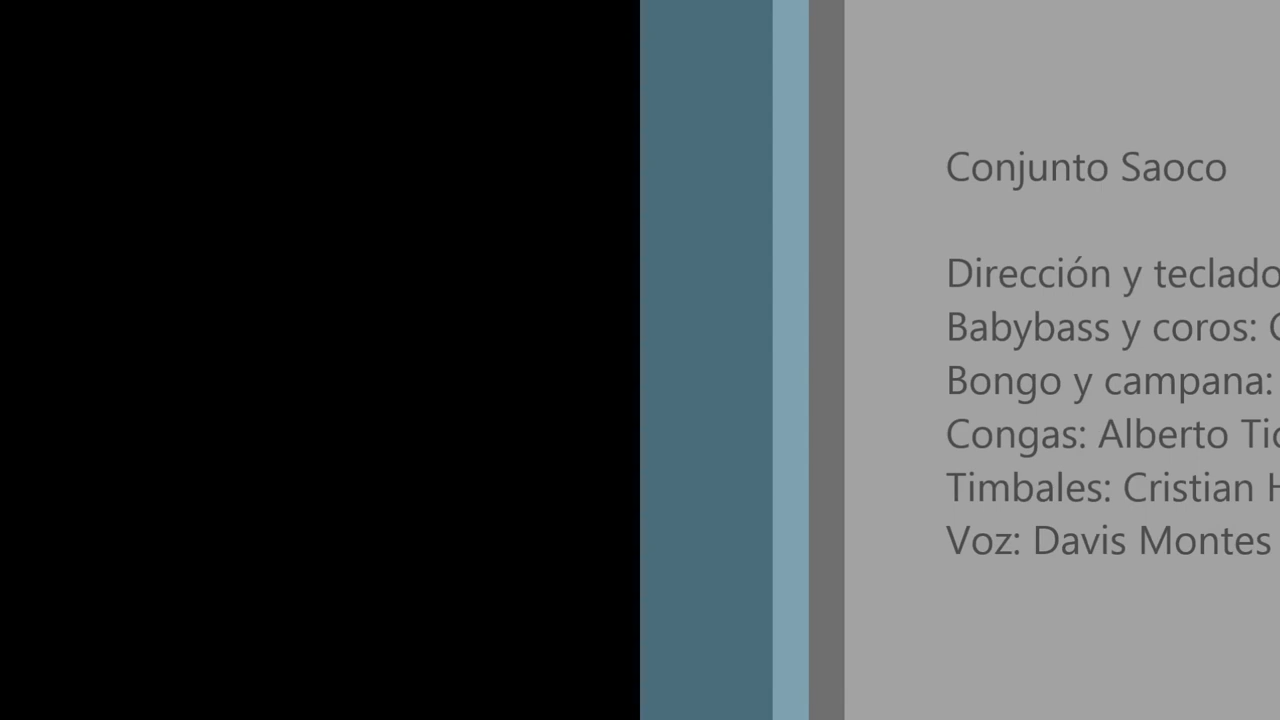 Conjunto Saoco
Dirección y teclado
Babybass y coros:
Bongo y campana:
Congas: Alberto
Timbales: Cristian
Voz: Davis Montes